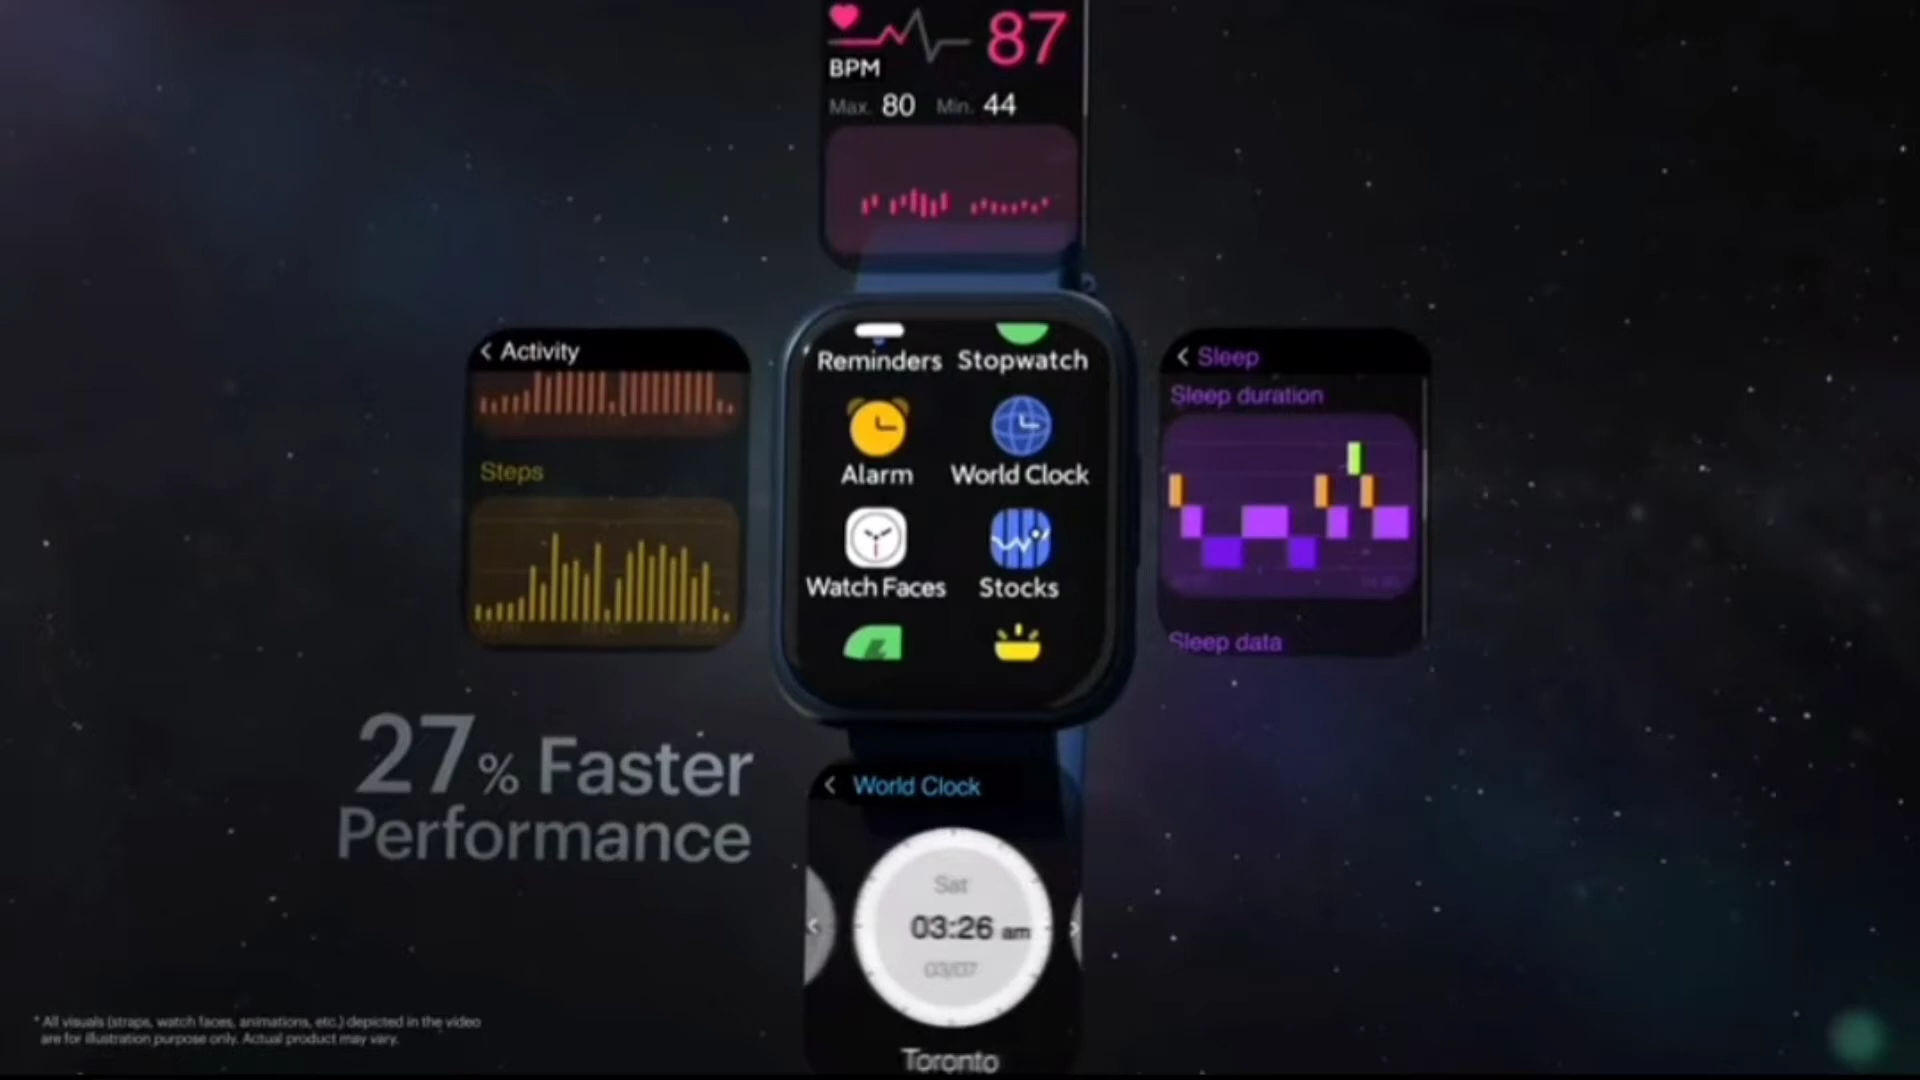 87
BPM
Max. 80 Min. 44
< Activity
Steps
Reminders Stopwatch
Alarm World Clock
Watch Faces Stocks
< Sleep
Sleep duration
Sleep data
27% Faster
Performance
< World Clock
Sat
03:26 am
03/07
Toronto
* All visuals (straps, watch faces, animations, etc.) depicted in the video
are for illustration purpose only. Actual product may vary.